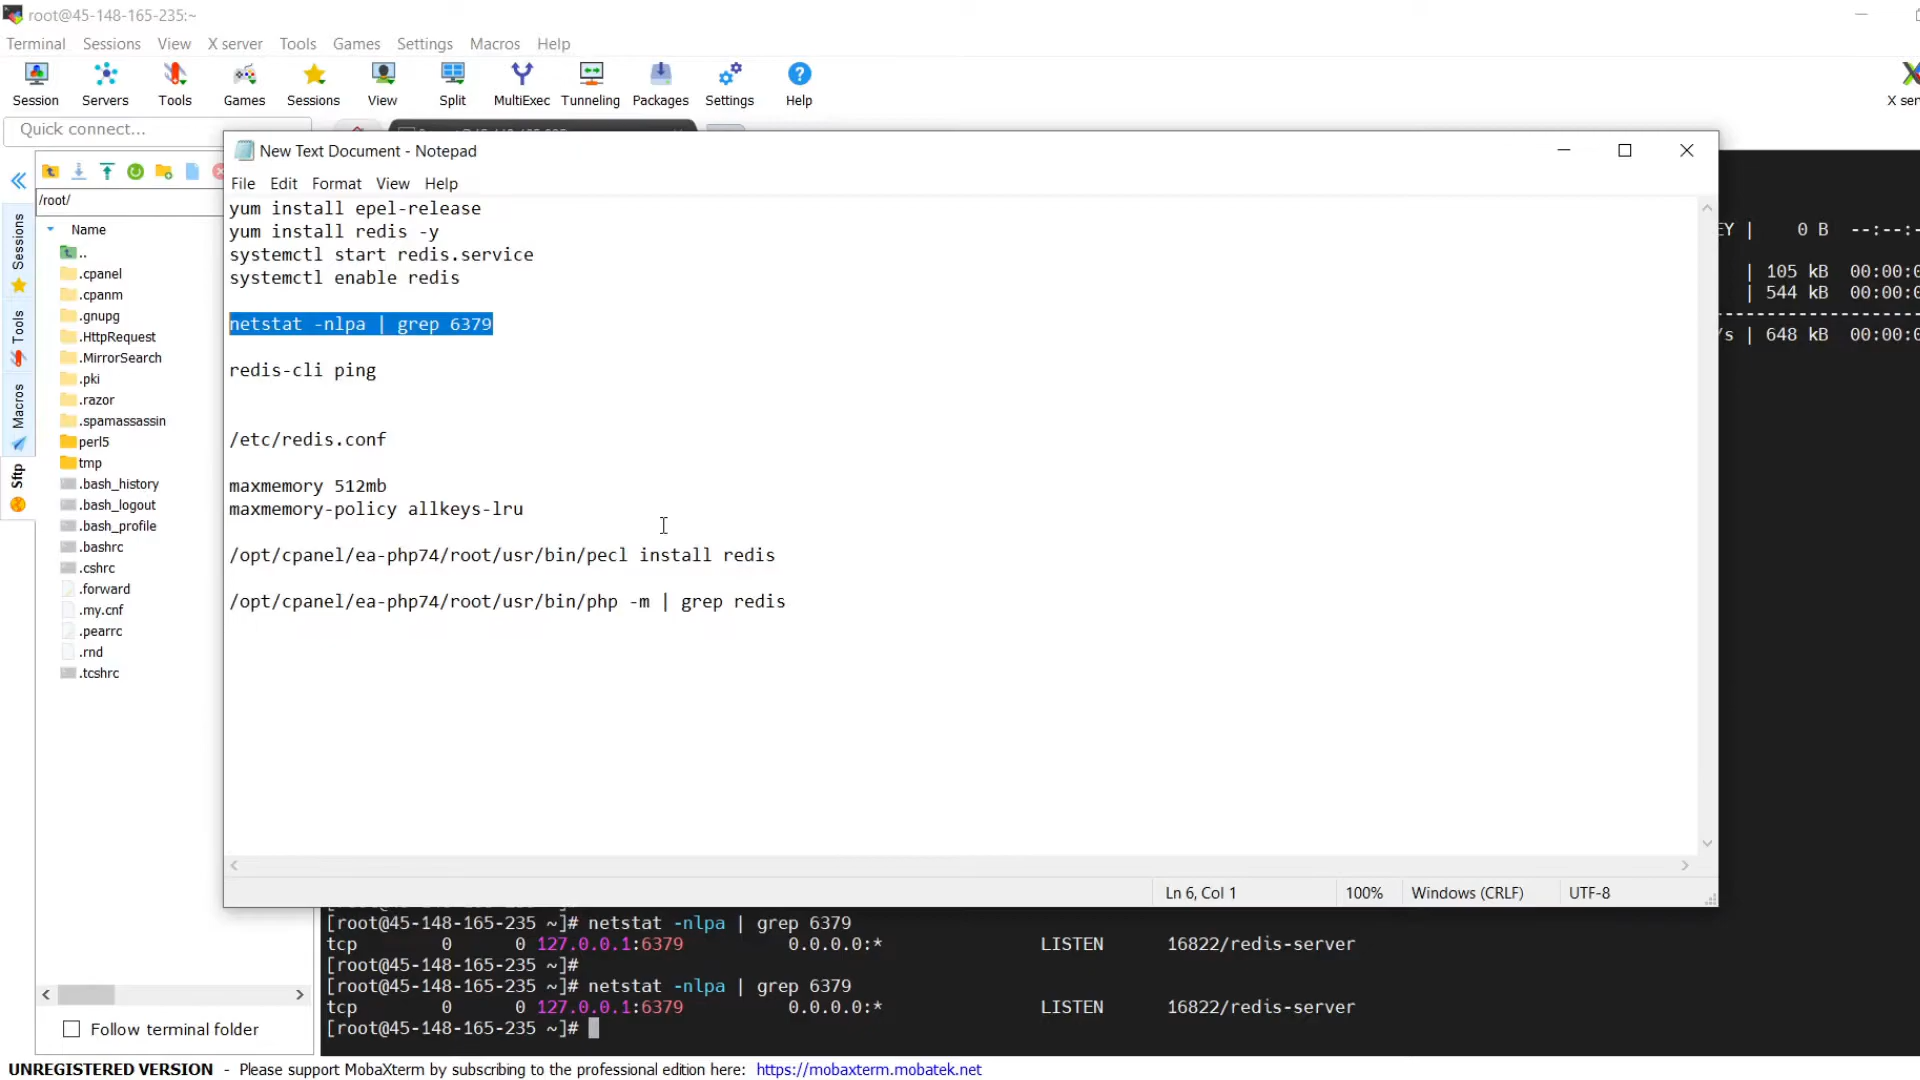 root@45-148-165-235:~
Terminal Sessions View X server Tools Games Settings Macros Help
Session Servers Tools Games Sessions View Split MultiExec Tunneling Packages Settings Help X ser
Quick connect...
New Text Document - Notepad
File Edit Format View Help
yum install epel-release
yum install redis -y
systemctl start redis.service
systemctl enable redis
netstat -nlpa | grep 6379
redis-cli ping
/etc/redis.conf
maxmemory 512mb
maxmemory-policy allkeys-lru
/opt/cpanel/ea-php74/root/usr/bin/pecl install redis
/opt/cpanel/ea-php74/root/usr/bin/php -m | grep redis
Ln 6, Col 1 100% Windows (CRLF) UTF-8
/root/
Name
..
.cpanel
.cpanm
.gnupg
.HttpRequest
.MirrorSearch
.pki
.razor
.spamassassin
perl5
tmp
.bash_history
.bash_logout
.bash_profile
.bashrc
.cshrc
.forward
.my.cnf
.pearrc
.rnd
.tcshrc
Sessions
Tools
Macros
Sftp
Follow terminal folder
EY | 0 B --:--:-
| 105 kB 00:00:0
| 544 kB 00:00:0
/s | 648 kB 00:00:0
[root@45-148-165-235 ~]# netstat -nlpa | grep 6379
tcp 0 0 127.0.0.1:6379 0.0.0.0:* LISTEN 16822/redis-server
[root@45-148-165-235 ~]#
[root@45-148-165-235 ~]# netstat -nlpa | grep 6379
tcp 0 0 127.0.0.1:6379 0.0.0.0:* LISTEN 16822/redis-server
[root@45-148-165-235 ~]#
UNREGISTERED VERSION - Please support MobaXterm by subscribing to the professional edition here: https://mobaxterm.mobatek.net